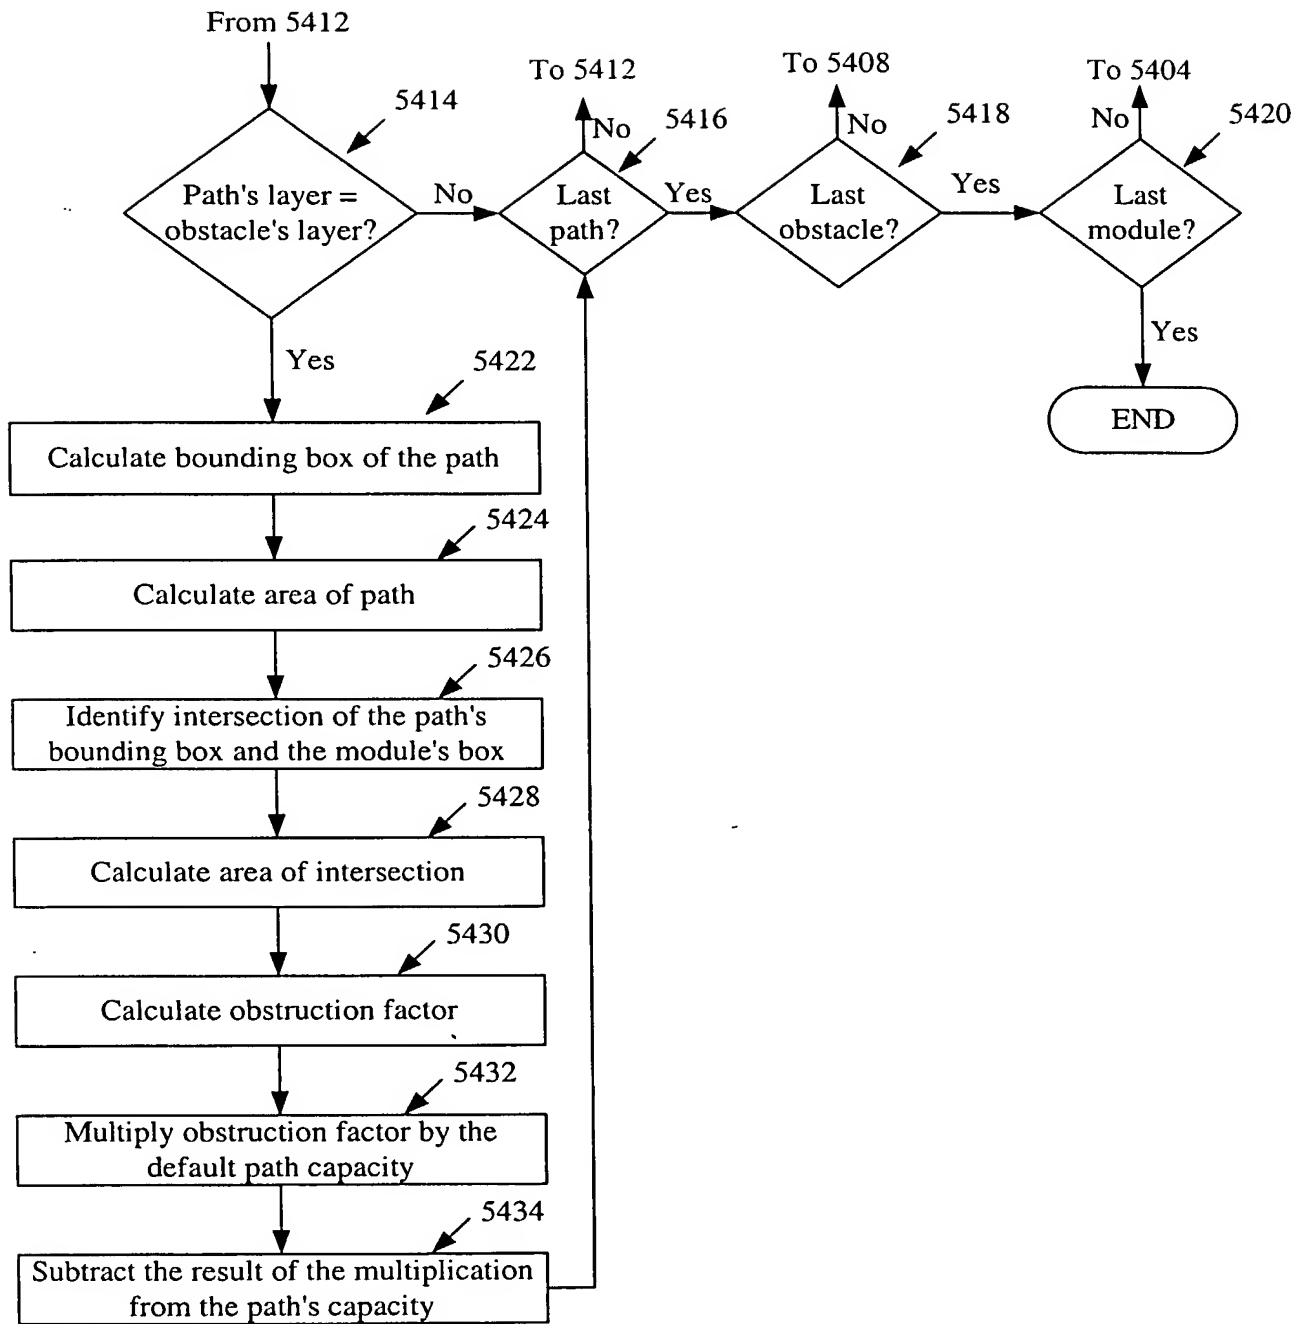 From 5412
To 5412
To 5408
To 5404
5414
5416
5418
5420
No
No
No
Path's layer =
obstacle's layer?
No
Last
path?
Yes
Last
obstacle?
Yes
Last
module?
Yes
Yes
END
5422
Calculate bounding box of the path
5424
Calculate area of path
5426
Identify intersection of the path's
bounding box and the module's box
5428
Calculate area of intersection
5430
Calculate obstruction factor
5432
Multiply obstruction factor by the
default path capacity
5434
Subtract the result of the multiplication
from the path's capacity